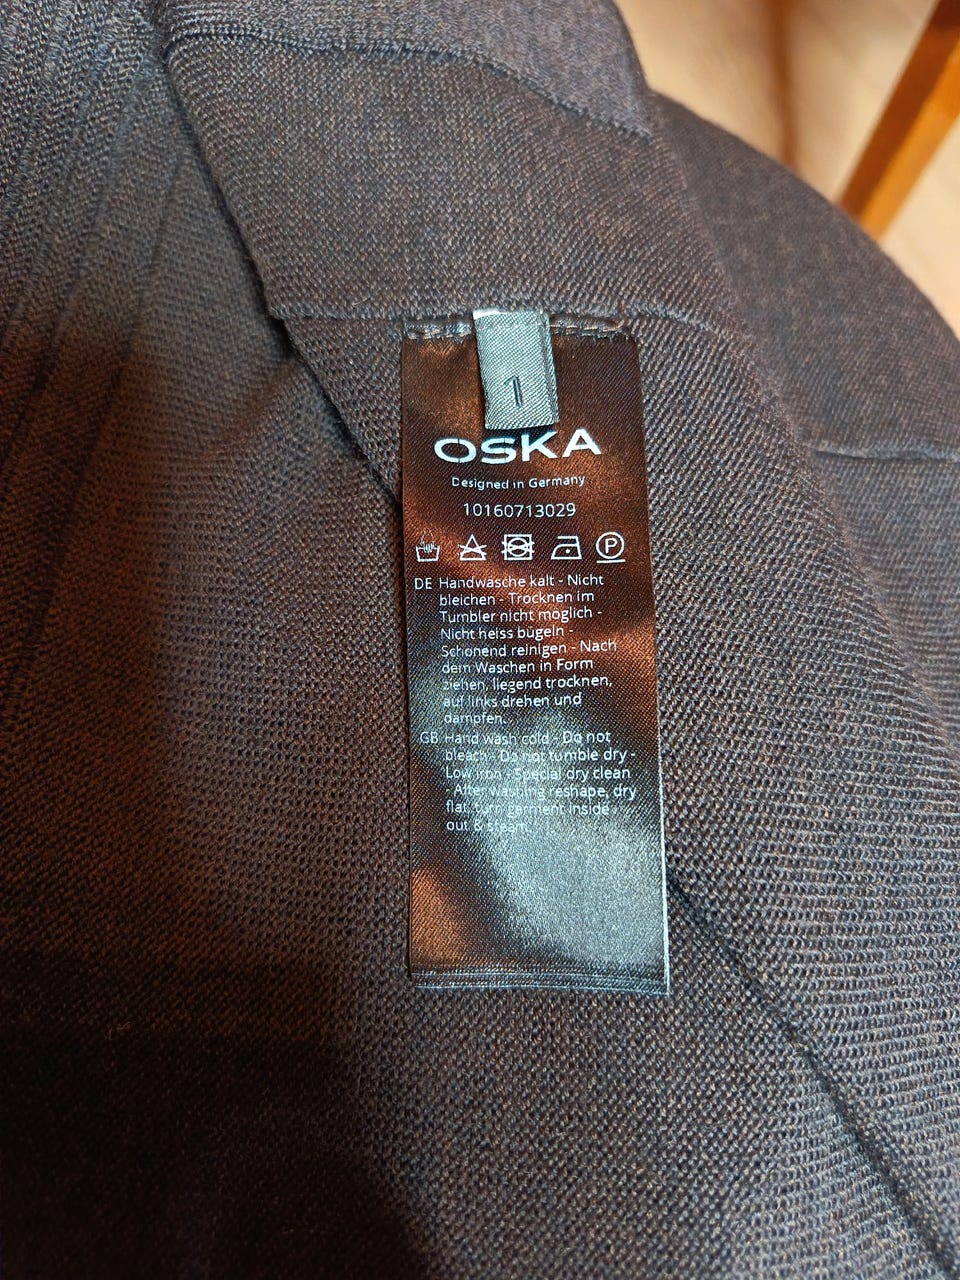 1
OSKA
Designed in Germany
10160713029
P
DE Handwäsche kalt - Nicht
bleichen - Trocknen im
Tumbler nicht möglich -
Nicht heiss bügeln -
Schonend reinigen - Nach
dem Waschen in Form
ziehen, liegend trocknen,
auf links drehen und
dämpfen.
GB Hand wash cold - Do not
bleach - Do not tumble dry -
Low iron - Special dry clean
- After washing reshape, dry
flat, turn garment inside
out & steam.